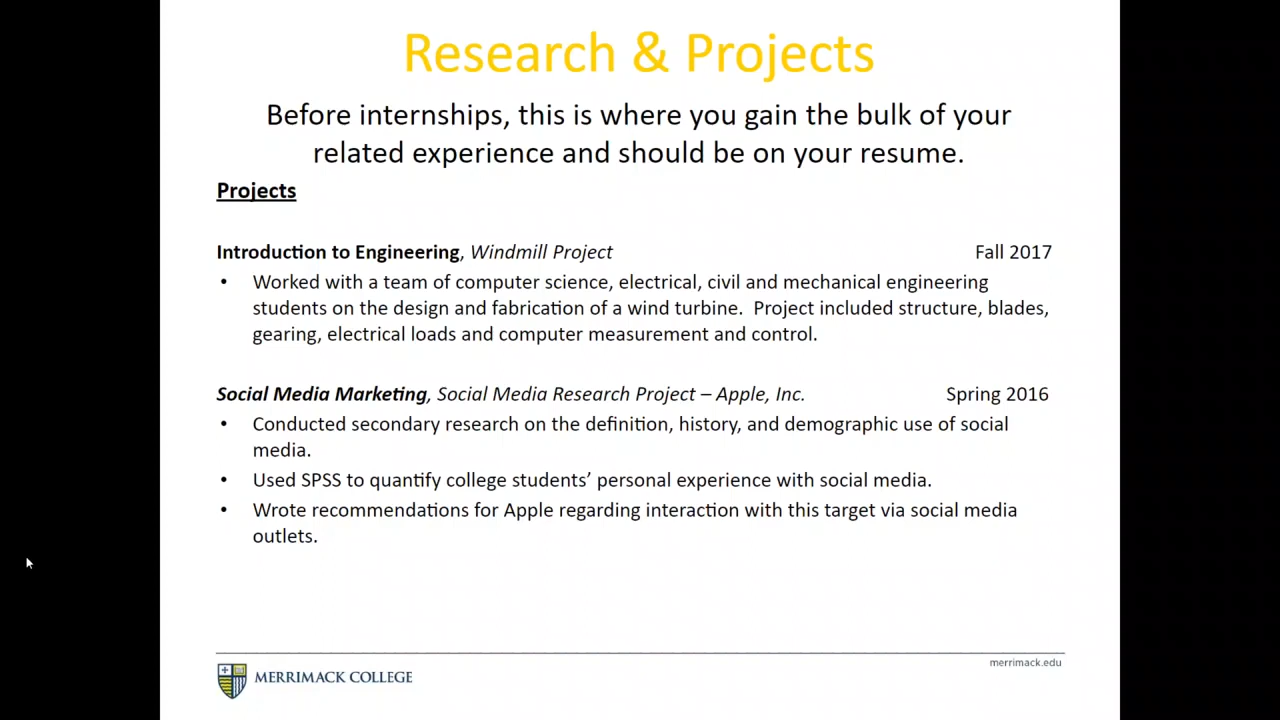 Research & Projects
Before internships, this is where you gain the bulk of your
related experience and should be on your resume.
Projects
Introduction to Engineering, Windmill Project Fall 2017
• Worked with a team of computer science, electrical, civil and mechanical engineering
students on the design and fabrication of a wind turbine.  Project included structure, blades,
gearing, electrical loads and computer measurement and control.
Social Media Marketing, Social Media Research Project – Apple, Inc. Spring 2016
• Conducted secondary research on the definition, history, and demographic use of social
media.
• Used SPSS to quantify college students’ personal experience with social media.
• Wrote recommendations for Apple regarding interaction with this target via social media
outlets.
merrimack.edu
MERRIMACK COLLEGE